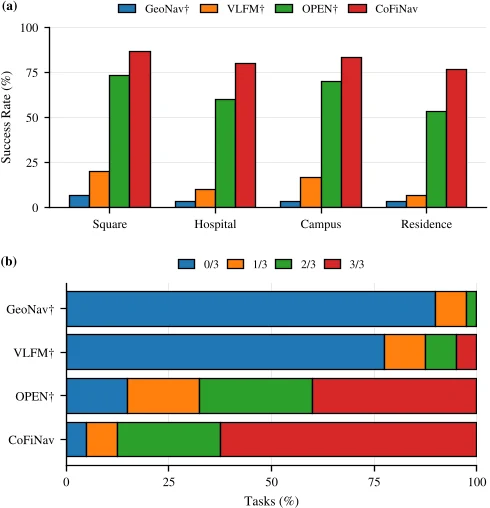 (a)
GeoNav† VLFM† OPEN† CoFiNav
100
75
50
25
0
Success Rate (%)
Square Hospital Campus Residence
(b)
0/3 1/3 2/3 3/3
GeoNav†
VLFM†
OPEN†
CoFiNav
0 25 50 75 100
Tasks (%)